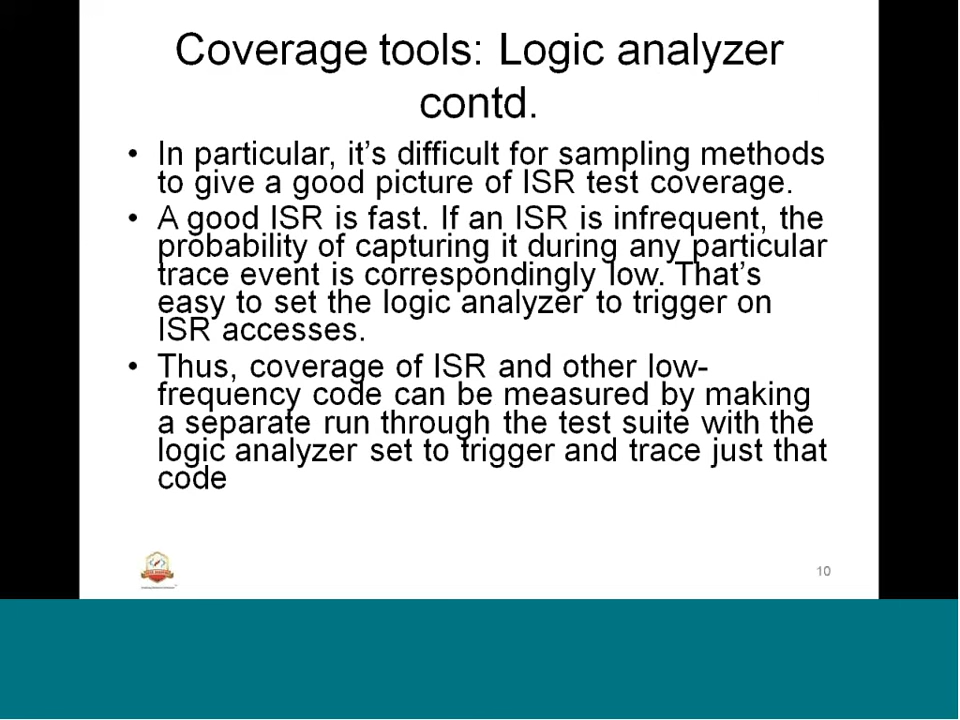 Coverage tools: Logic analyzer
contd.
• In particular, it's difficult for sampling methods
to give a good picture of ISR test coverage.
• A good ISR is fast. If an ISR is infrequent, the
probability of capturing it during any particular
trace event is correspondingly low. That's
easy to set the logic analyzer to trigger on
ISR accesses.
• Thus, coverage of ISR and other low-
frequency code can be measured by making
a separate run through the test suite with the
logic analyzer set to trigger and trace just that
code
10